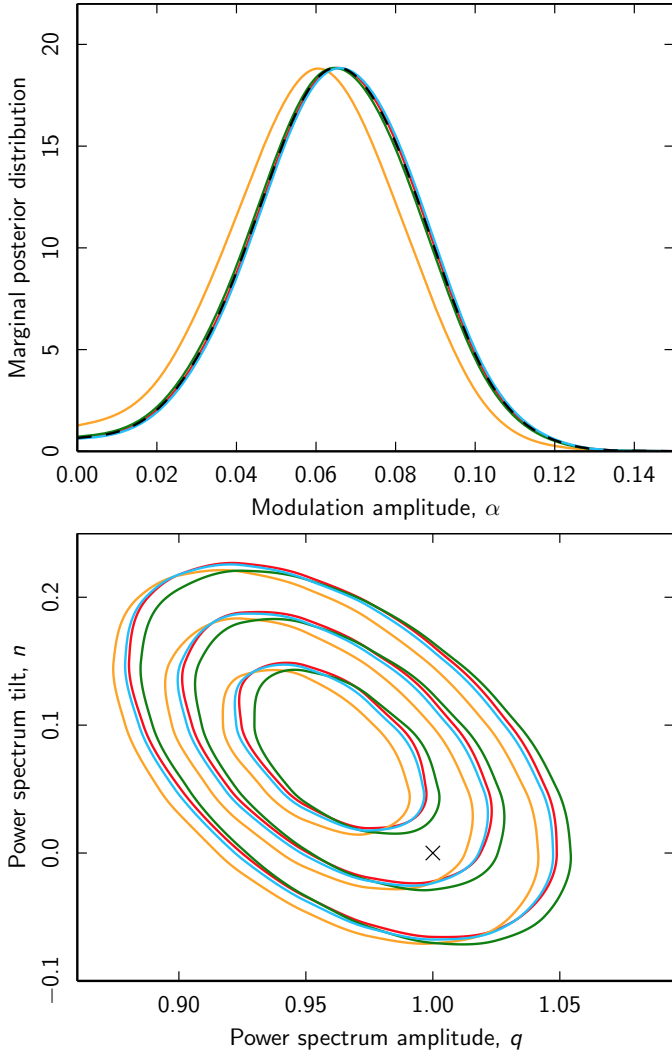 20
15
10
5
0
Marginal posterior distribution
0.00 0.02 0.04 0.06 0.08 0.10 0.12 0.14
Modulation amplitude, α
0.2
0.1
0.0
−0.1
Power spectrum tilt, n
0.90 0.95 1.00 1.05
Power spectrum amplitude, q